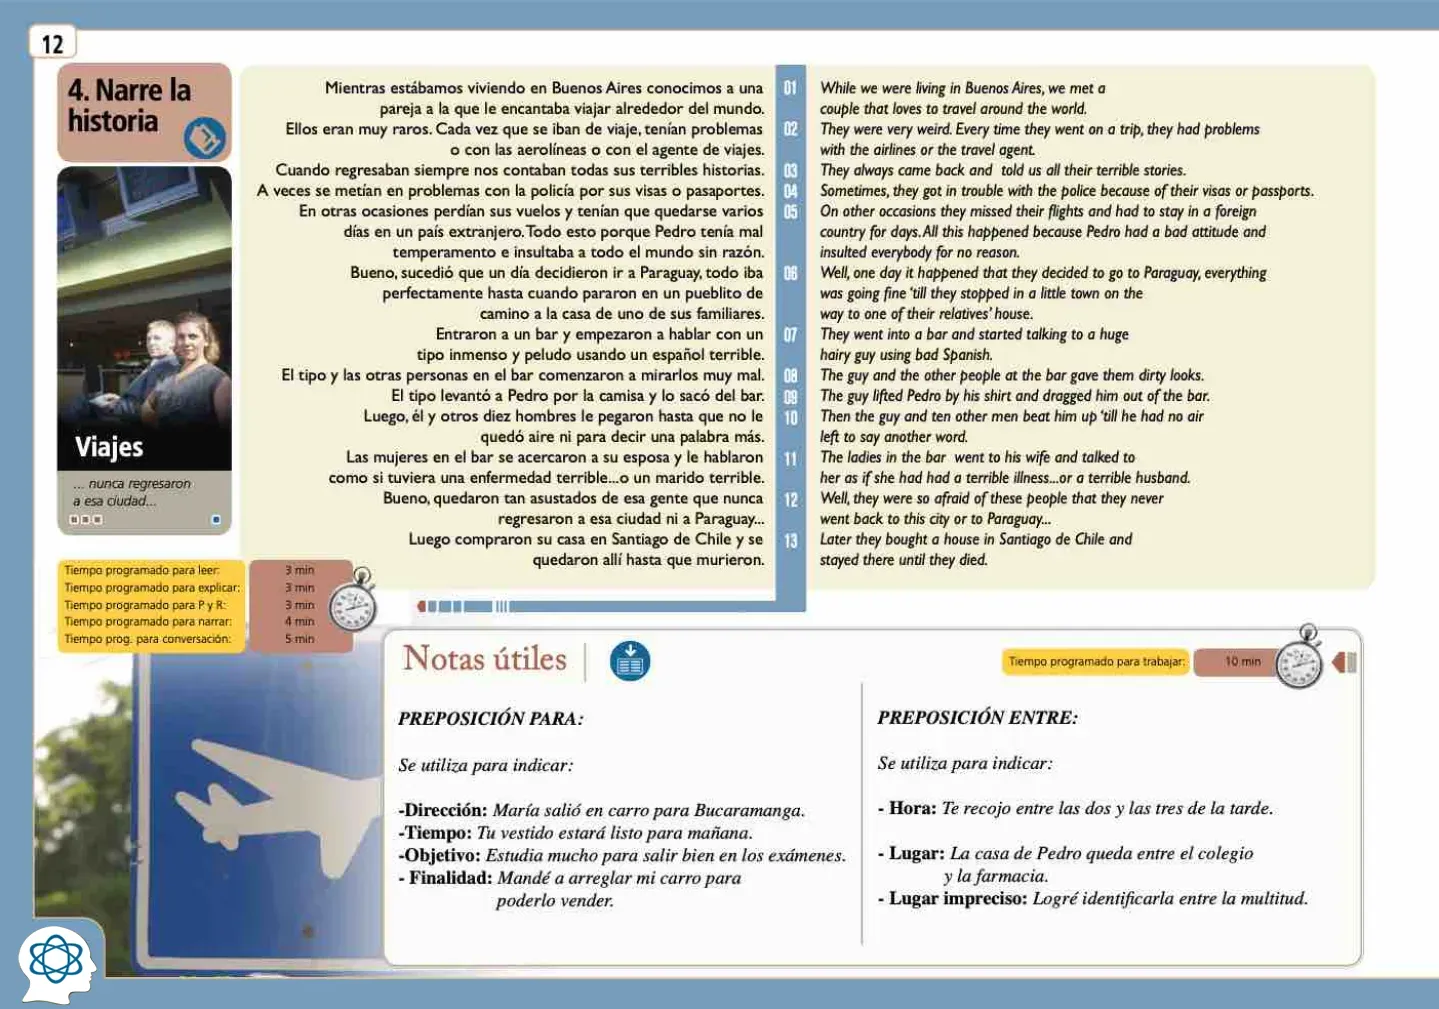 12
4. Narre la
historia
Viajes
... nunca regresaron
a esa ciudad...
Mientras estábamos viviendo en Buenos Aires conocimos a una
pareja a la que le encantaba viajar alrededor del mundo.
Ellos eran muy raros. Cada vez que se iban de viaje, tenían problemas
o con las aerolíneas o con el agente de viajes.
Cuando regresaban siempre nos contaban todas sus terribles historias.
A veces se metían en problemas con la policía por sus visas o pasaportes.
En otras ocasiones perdían sus vuelos y tenían que quedarse varios
días en un país extranjero. Todo esto porque Pedro tenía mal
temperamento e insultaba a todo el mundo sin razón.
Bueno, sucedió que un día decidieron ir a Paraguay, todo iba
perfectamente hasta cuando pararon en un pueblito de
camino a la casa de uno de sus familiares.
Entraron a un bar y empezaron a hablar con un
tipo inmenso y peludo usando un español terrible.
El tipo y las otras personas en el bar comenzaron a mirarlos muy mal.
El tipo levantó a Pedro por la camisa y lo sacó del bar.
Luego, él y otros diez hombres le pegaron hasta que no le
quedó aire ni para decir una palabra más.
Las mujeres en el bar se acercaron a su esposa y le hablaron
como si tuviera una enfermedad terrible...o un marido terrible.
Bueno, quedaron tan asustados de esa gente que nunca
regresaron a esa ciudad ni a Paraguay...
Luego compraron su casa en Santiago de Chile y se
quedaron allí hasta que murieron.
01
02
03
04
05
06
07
08
09
10
11
12
13
While we were living in Buenos Aires, we met a
couple that loves to travel around the world.
They were very weird. Every time they went on a trip, they had problems
with the airlines or the travel agent.
They always came back and told us all their terrible stories.
Sometimes, they got in trouble with the police because of their visas or passports.
On other occasions they missed their flights and had to stay in a foreign
country for days. All this happened because Pedro had a bad attitude and
insulted everybody for no reason.
Well, one day it happened that they decided to go to Paraguay, everything
was going fine 'till they stopped in a little town on the
way to one of their relatives' house.
They went into a bar and started talking to a huge
hairy guy using bad Spanish.
The guy and the other people at the bar gave them dirty looks.
The guy lifted Pedro by his shirt and dragged him out of the bar.
Then the guy and ten other men beat him up 'till he had no air
left to say another word.
The ladies in the bar went to his wife and talked to
her as if she had had a terrible illness...or a terrible husband.
Well, they were so afraid of these people that they never
went back to this city or to Paraguay...
Later they bought a house in Santiago de Chile and
stayed there until they died.
Tiempo programado para leer: 3 min
Tiempo programado para explicar: 3 min
Tiempo programado para P y R: 3 min
Tiempo programado para narrar: 4 min
Tiempo prog. para conversación: 5 min
Notas útiles
Tiempo programado para trabajar: 10 min
PREPOSICIÓN PARA:
Se utiliza para indicar:
-Dirección: María salió en carro para Bucaramanga.
-Tiempo: Tu vestido estará listo para mañana.
-Objetivo: Estudia mucho para salir bien en los exámenes.
- Finalidad: Mandé a arreglar mi carro para
poderlo vender.
PREPOSICIÓN ENTRE:
Se utiliza para indicar:
- Hora: Te recojo entre las dos y las tres de la tarde.
- Lugar: La casa de Pedro queda entre el colegio
y la farmacia.
- Lugar impreciso: Logré identificarla entre la multitud.